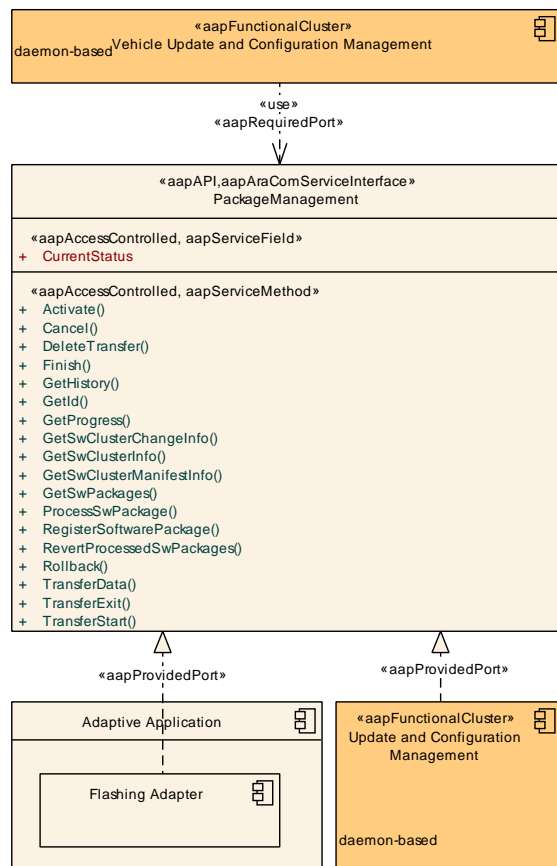 «aapFunctionalCluster»
Vehicle Update and Configuration Management
daemon-based
«use»
«aapRequiredPort»
«aapAPI,aapAraComServiceInterface»
PackageManagement
«aapAccessControlled, aapServiceField»
+ CurrentStatus
«aapAccessControlled, aapServiceMethod»
+ Activate()
+ Cancel()
+ DeleteTransfer()
+ Finish()
+ GetHistory()
+ GetId()
+ GetProgress()
+ GetSwClusterChangeInfo()
+ GetSwClusterInfo()
+ GetSwClusterManifestInfo()
+ GetSwPackages()
+ ProcessSwPackage()
+ RegisterSoftwarePackage()
+ RevertProcessedSwPackages()
+ Rollback()
+ TransferData()
+ TransferExit()
+ TransferStart()
«aapProvidedPort»
«aapProvidedPort»
Adaptive Application
Flashing Adapter
«aapFunctionalCluster»
Update and Configuration
Management
daemon-based